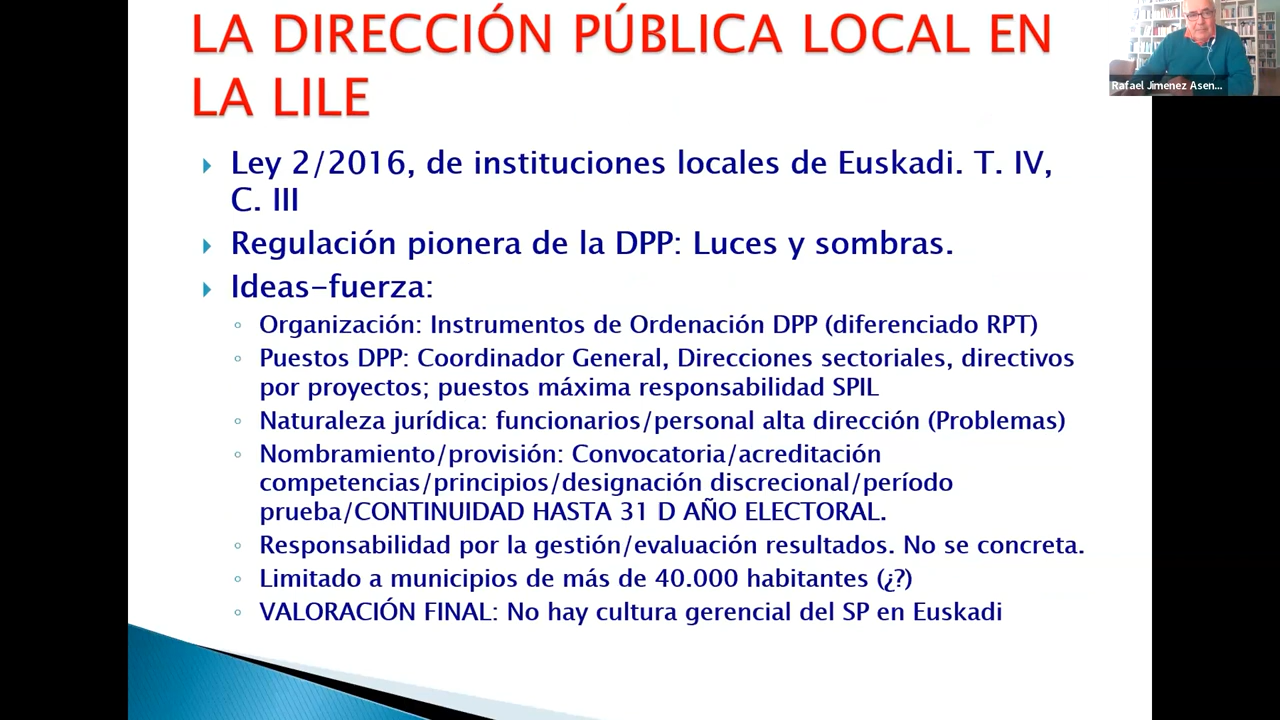 LA DIRECCIÓN PÚBLICA LOCAL EN
LA LILE
Rafael Jimenez Asen...
Ley 2/2016, de instituciones locales de Euskadi. T. IV,
C. III
Regulación pionera de la DPP: Luces y sombras.
Ideas-fuerza:
Organización: Instrumentos de Ordenación DPP (diferenciado RPT)
Puestos DPP: Coordinador General, Direcciones sectoriales, directivos
por proyectos; puestos máxima responsabilidad SPIL
Naturaleza jurídica: funcionarios/personal alta dirección (Problemas)
Nombramiento/provisión: Convocatoria/acreditación
competencias/principios/designación discrecional/período
prueba/CONTINUIDAD HASTA 31 D AÑO ELECTORAL.
Responsabilidad por la gestión/evaluación resultados. No se concreta.
Limitado a municipios de más de 40.000 habitantes (¿?)
VALORACIÓN FINAL: No hay cultura gerencial del SP en Euskadi